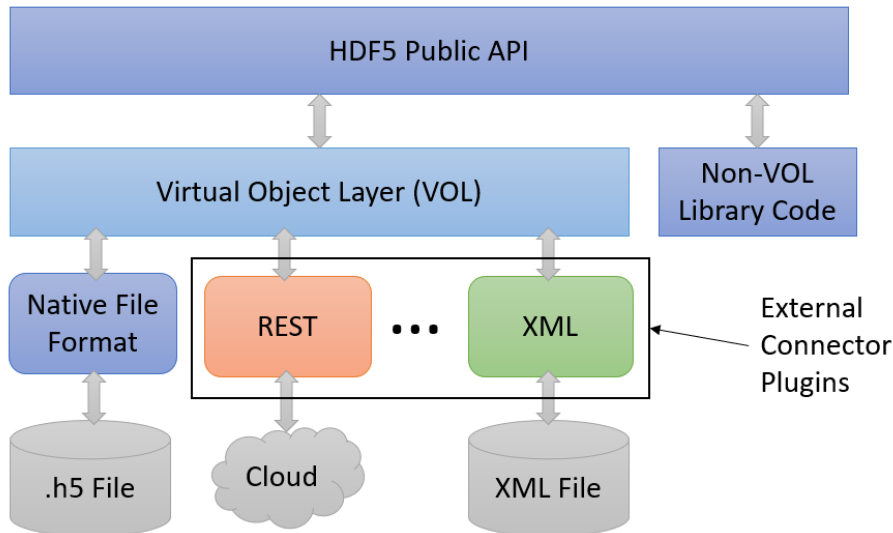 HDF5 Public API
Virtual Object Layer (VOL)
Non-VOL
Library Code
Native File
Format
REST
...
XML
External
Connector
Plugins
.h5 File
Cloud
XML File